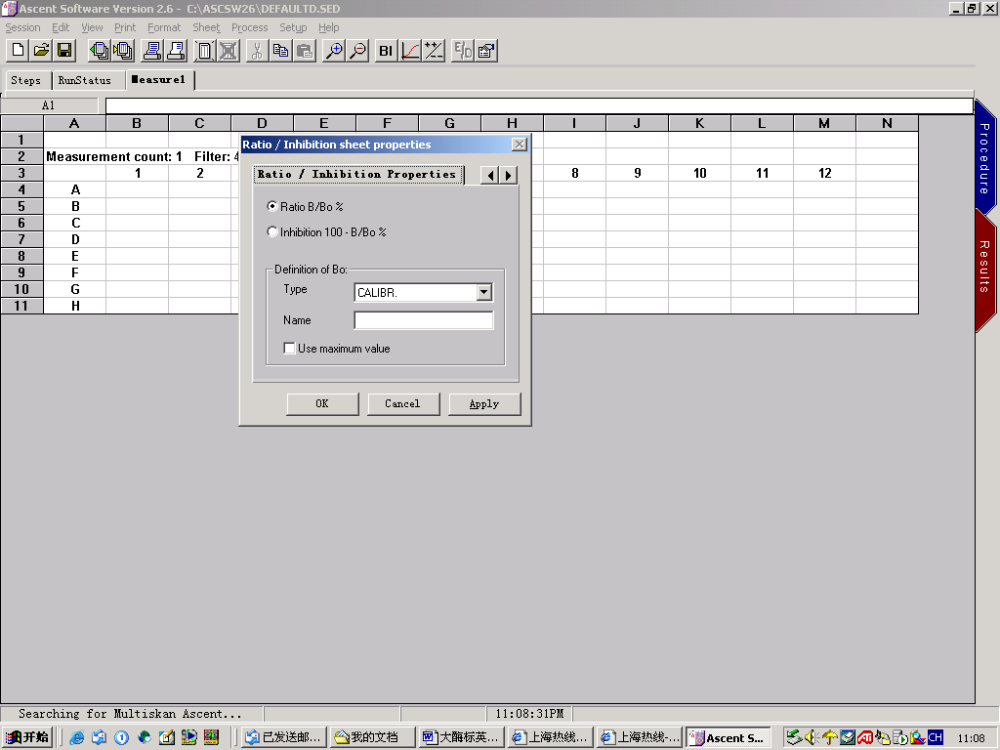 Ascent Software Version 2.6 - C:\ASCSW26\DEFAULTD.SED
Session Edit View Print Format Sheet Process Setup Help
BI E/D
Steps RunStatus Measure1
A1
A B C D E F G H I J K L M N
1
2 Measurement count: 1 Filter: 4
3 1 2 8 9 10 11 12
4 A
5 B
6 C
7 D
8 E
9 F
10 G
11 H
Procedure
Results
Ratio / Inhibition sheet properties
Ratio / Inhibition Properties
Ratio B/Bo %
Inhibition 100 - B/Bo %
Definition of Bo:
Type CALIBR.
Name
Use maximum value
OK Cancel Apply
Searching for Multiskan Ascent... 11:08:31PM
开始 已发送邮... 我的文档 大酶标英... 上海热线... 上海热线-... Ascent S... CH 11:08